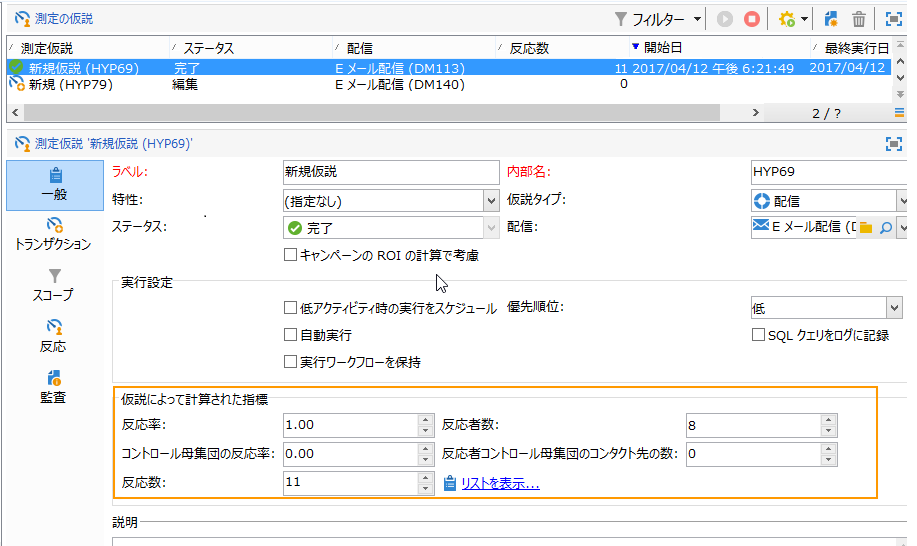 測定の仮説 フィルター
測定仮説 ステータス 配信 反応数 開始日 最終実行日
新規仮説 (HYP69) 完了 E メール配信 (DM113) 11 2017/04/12 午後 6:21:49 2017/04/12
新規 (HYP79) 編集 E メール配信 (DM140) 0
2 / ?
測定仮説 '新規仮説 (HYP69)'
一般
トランザクション
スコープ
反応
監査
ラベル: 新規仮説 内部名: HYP69
特性: (指定なし) 仮説タイプ: 配信
ステータス: 完了 配信: E メール配信 (D
キャンペーンの ROI の計算で考慮
実行設定
低アクティビティ時の実行をスケジュール 優先順位: 低
自動実行 SQL クエリをログに記録
実行ワークフローを保持
仮説によって計算された指標
反応率: 1.00 反応者数: 8
コントロール母集団の反応率: 0.00 反応者コントロール母集団のコンタクト先の数: 0
反応数: 11 リストを表示...
説明